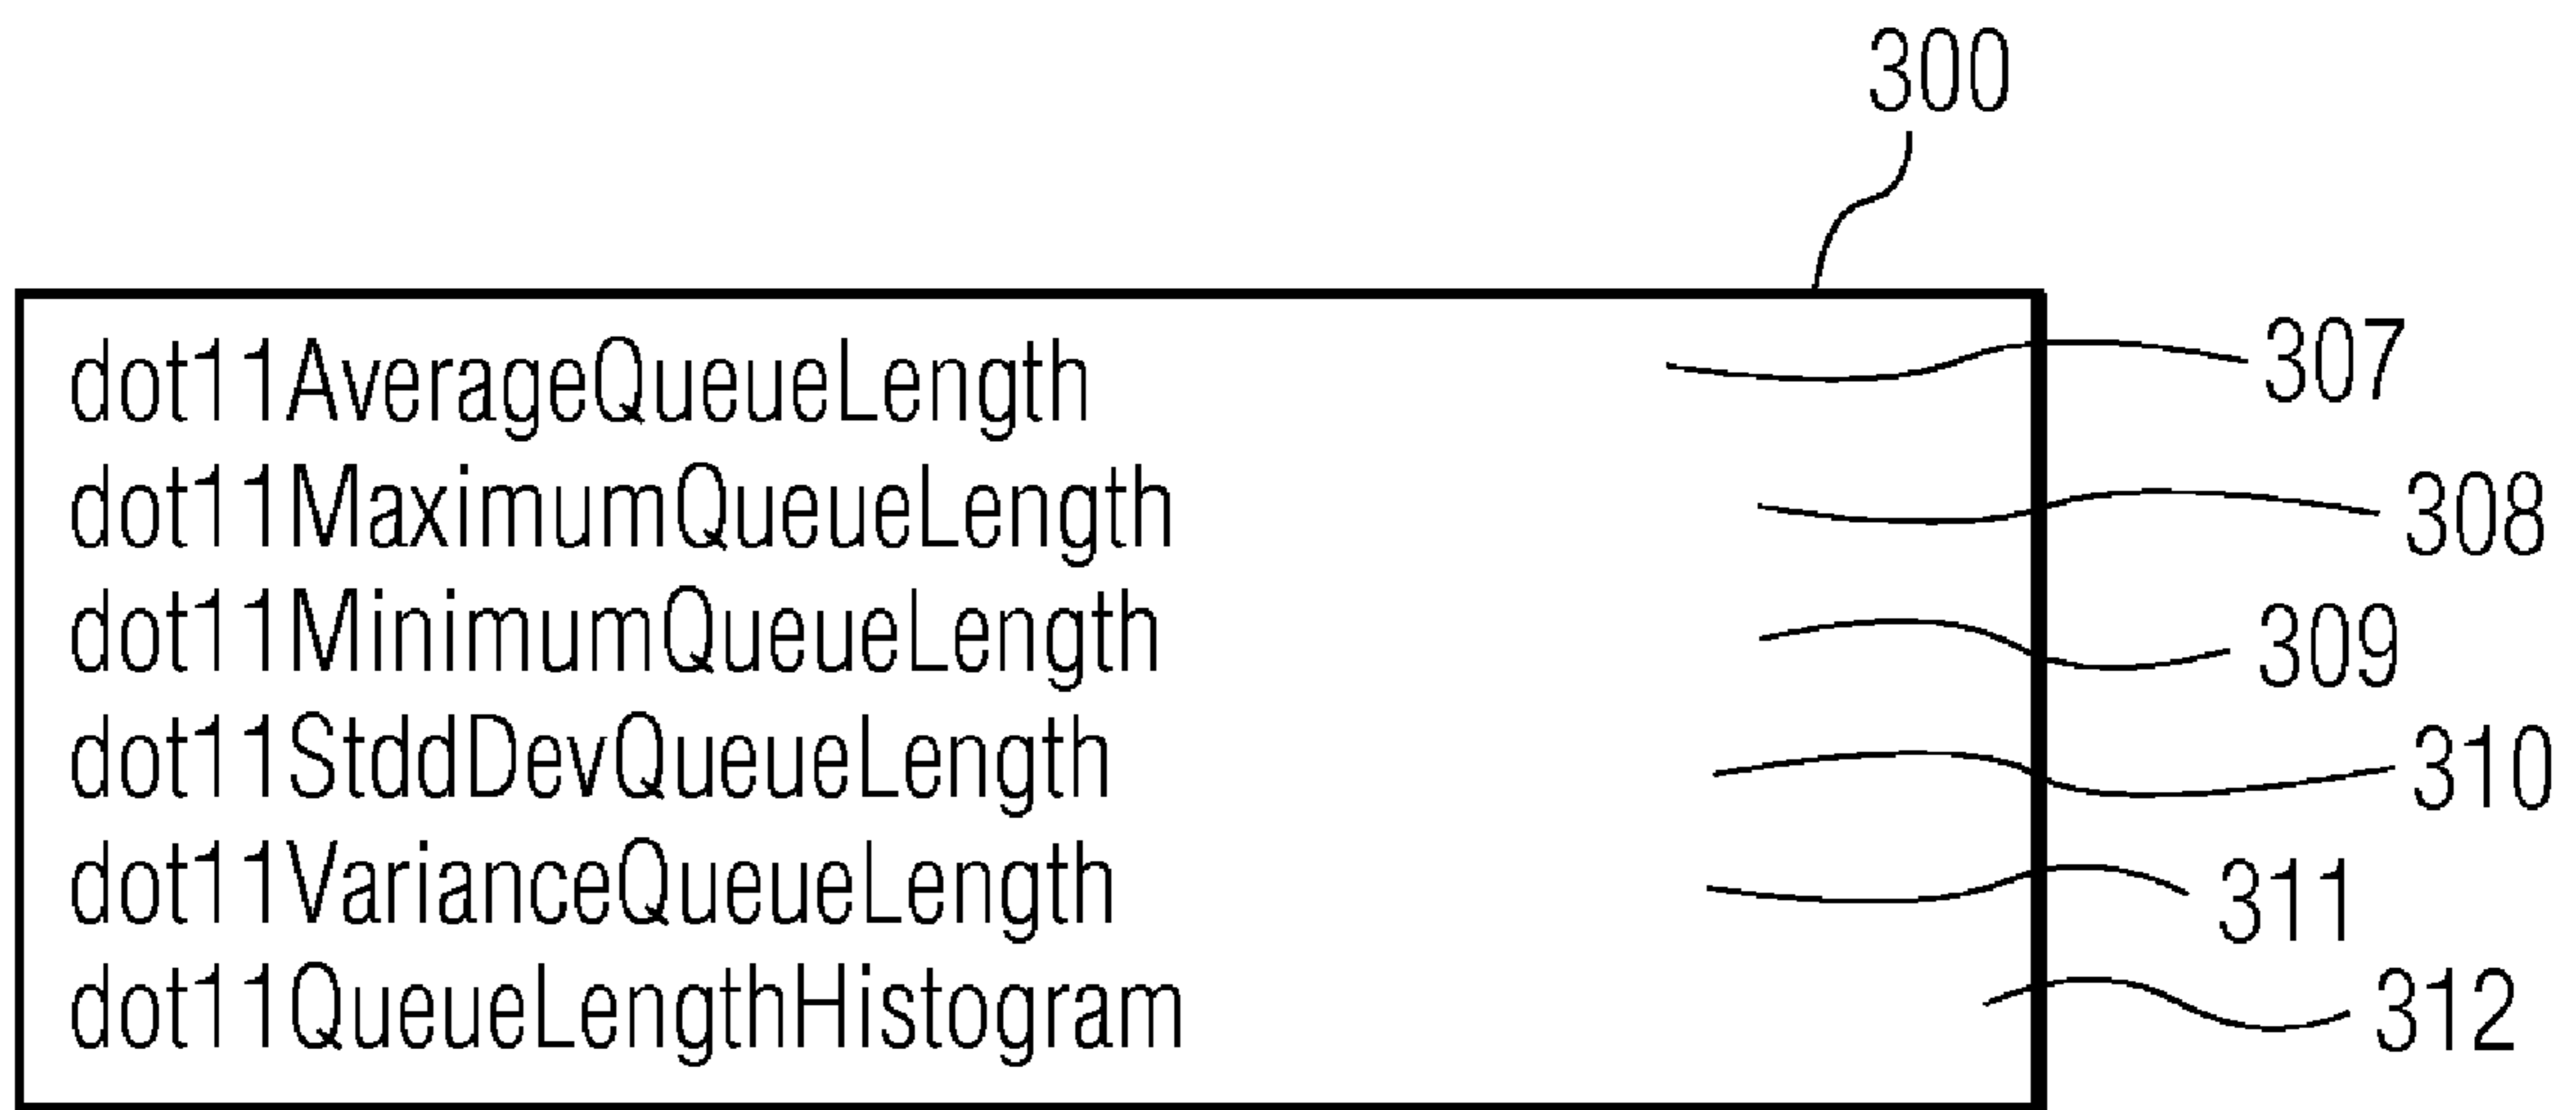 300
dot11AverageQueueLength 307
dot11MaximumQueueLength 308
dot11MinimumQueueLength 309
dot11StddDevQueueLength 310
dot11VarianceQueueLength 311
dot11QueueLengthHistogram 312